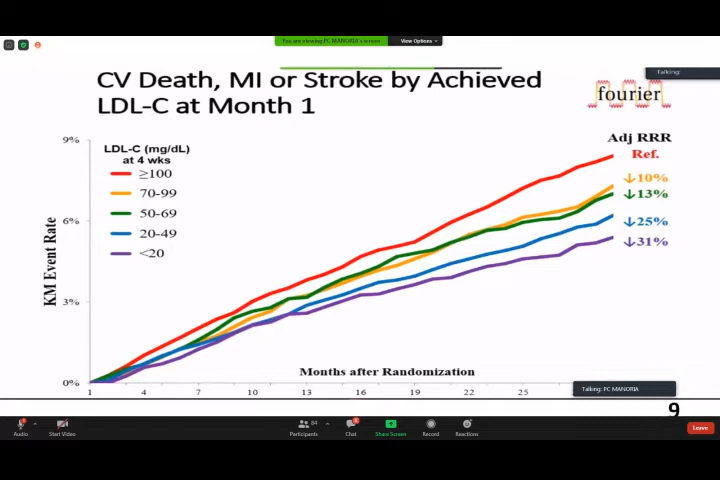 You are viewing PC MANORIA's screen
View Options
Talking:
CV Death, MI or Stroke by Achieved
LDL-C at Month 1
fourier
9%
6%
3%
0%
KM Event Rate
LDL-C (mg/dL)
at 4 wks
≥100
70-99
50-69
20-49
<20
Adj RRR
Ref.
↓10%
↓13%
↓25%
↓31%
Months after Randomization
1 4 7 10 13 16 19 22 25
Talking: PC MANORIA
9
84
Audio
Start Video
Participants
Chat
Share Screen
Record
Reactions
Leave